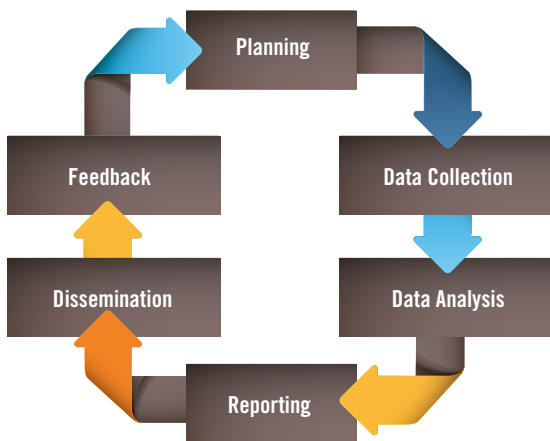 Planning
Data Collection
Data Analysis
Reporting
Dissemination
Feedback